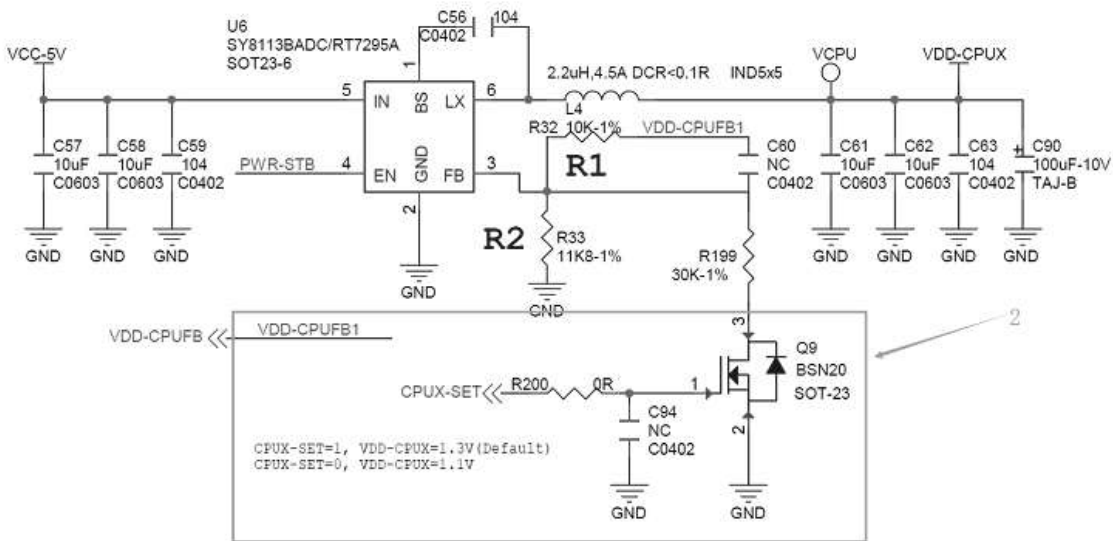 U6
SY8113BADC/RT7295A
SOT23-6
C56
C0402
104
VCC-5V
VCPU
VDD-CPUX
2.2uH,4.5A DCR<0.1R IND5x5
L4
1
5
IN
BS
LX
6
4
EN
GND
FB
3
2
PWR-STB
R32 10K-1%
VDD-CPUFB1
R1
C57
10uF
C0603
C58
10uF
C0603
C59
104
C0402
C60
NC
C0402
C61
10uF
C0603
C62
10uF
C0603
C63
104
C0402
+
C90
100uF-10V
TAJ-B
GND
GND
GND
GND
GND
GND
GND
R2
R33
11K8-1%
R199
30K-1%
GND
GND
VDD-CPUFB
VDD-CPUFB1
2
3
Q9
BSN20
SOT-23
CPUX-SET
R200
0R
1
2
C94
NC
C0402
CPUX-SET=1, VDD-CPUX=1.3V(Default)
CPUX-SET=0, VDD-CPUX=1.1V
GND
GND